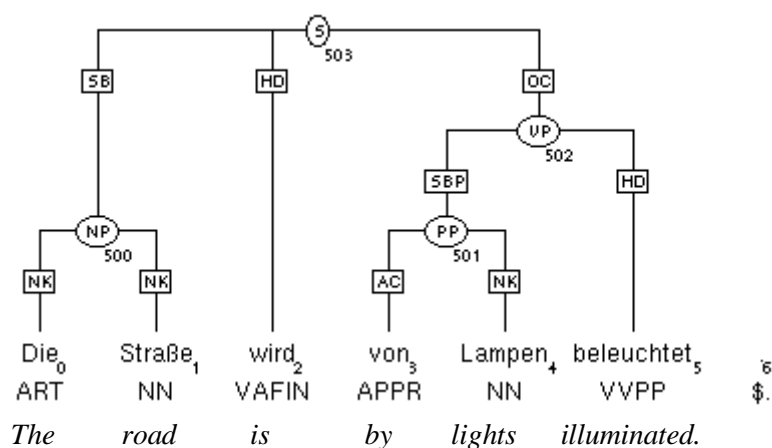 S
503
SB HD OC
VP
502
SBP HD
NP PP
500 501
NK NK AC NK
Die0 Straße1 wird2 von3 Lampen4 beleuchtet5 .6
ART NN VAFIN APPR NN VVPP $.
The road is by lights illuminated.